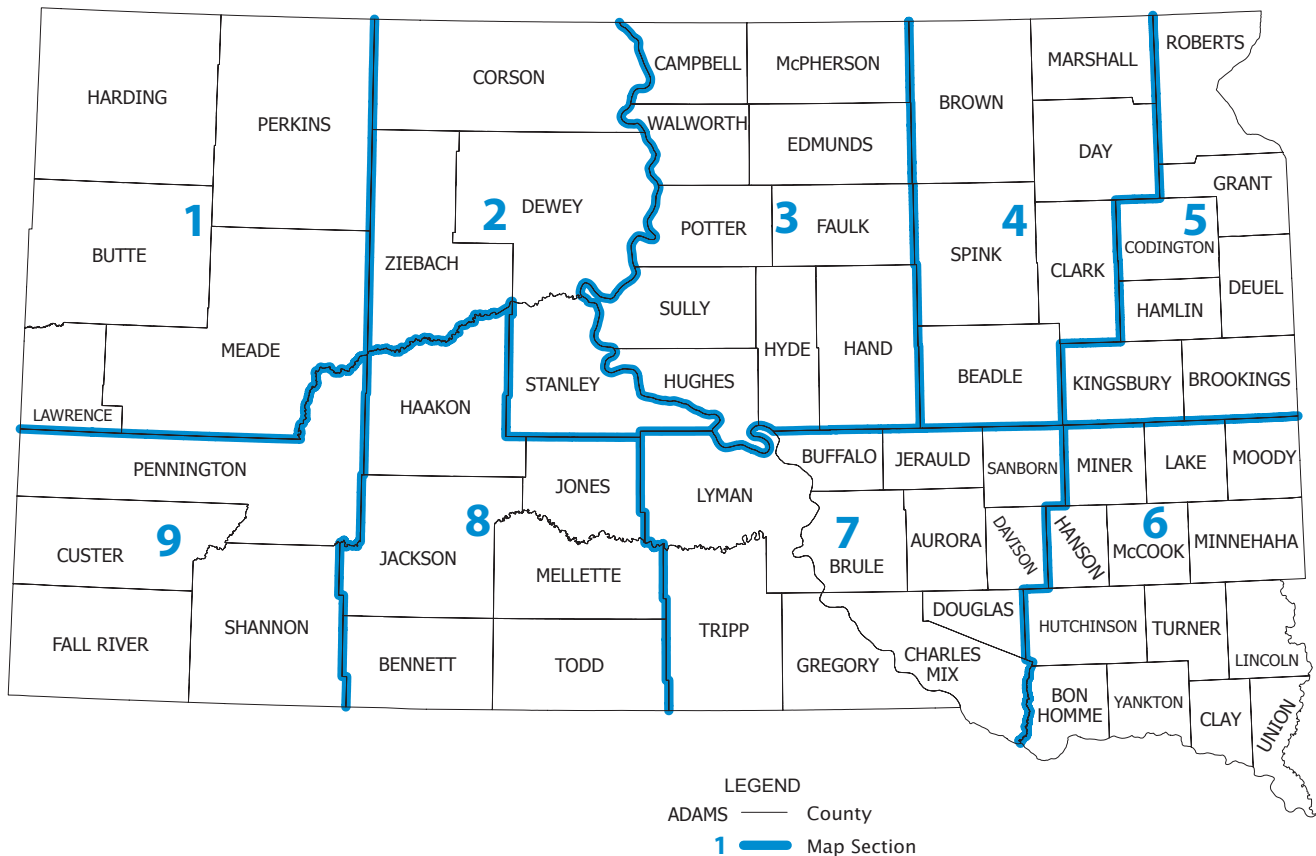 HARDING
PERKINS
CORSON
CAMPBELL
McPHERSON
BROWN
MARSHALL
ROBERTS
WALWORTH
EDMUNDS
DAY
GRANT
BUTTE
1
2
DEWEY
ZIEBACH
POTTER
3
FAULK
4
SPINK
CLARK
5
CODINGTON
DEUEL
HAMLIN
MEADE
LAWRENCE
HAAKON
STANLEY
SULLY
HUGHES
HYDE
HAND
BEADLE
KINGSBURY
BROOKINGS
PENNINGTON
9
CUSTER
FALL RIVER
SHANNON
JONES
8
JACKSON
MELLETTE
BENNETT
TODD
LYMAN
BUFFALO
JERAULD
SANBORN
7
BRULE
AURORA
DAVISON
TRIPP
GREGORY
DOUGLAS
CHARLES
MIX
MINER
LAKE
MOODY
HANSON
6
McCOOK
MINNEHAHA
HUTCHINSON
TURNER
LINCOLN
BON
HOMME
YANKTON
CLAY
UNION
LEGEND
ADAMS County
1 Map Section